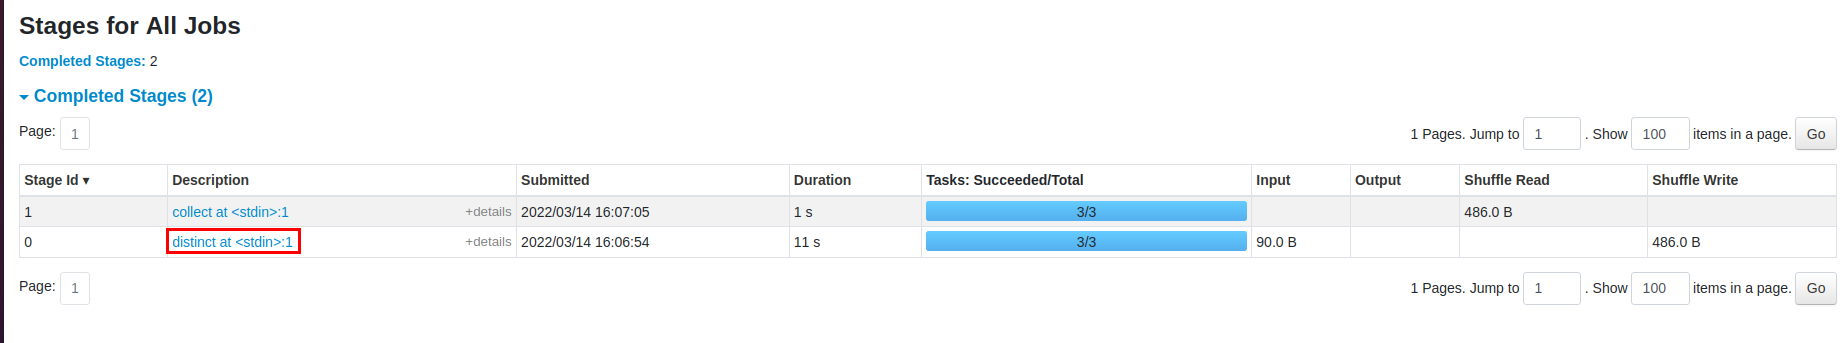 Stages for All Jobs
Completed Stages: 2
Completed Stages (2)
Page: 1
1 Pages. Jump to 1 . Show 100 items in a page. Go
Stage Id ▾ Description Submitted Duration Tasks: Succeeded/Total Input Output Shuffle Read Shuffle Write
1 collect at <stdin>:1 +details 2022/03/14 16:07:05 1 s 3/3 486.0 B
0 distinct at <stdin>:1 +details 2022/03/14 16:06:54 11 s 3/3 90.0 B 486.0 B
Page: 1
1 Pages. Jump to 1 . Show 100 items in a page. Go